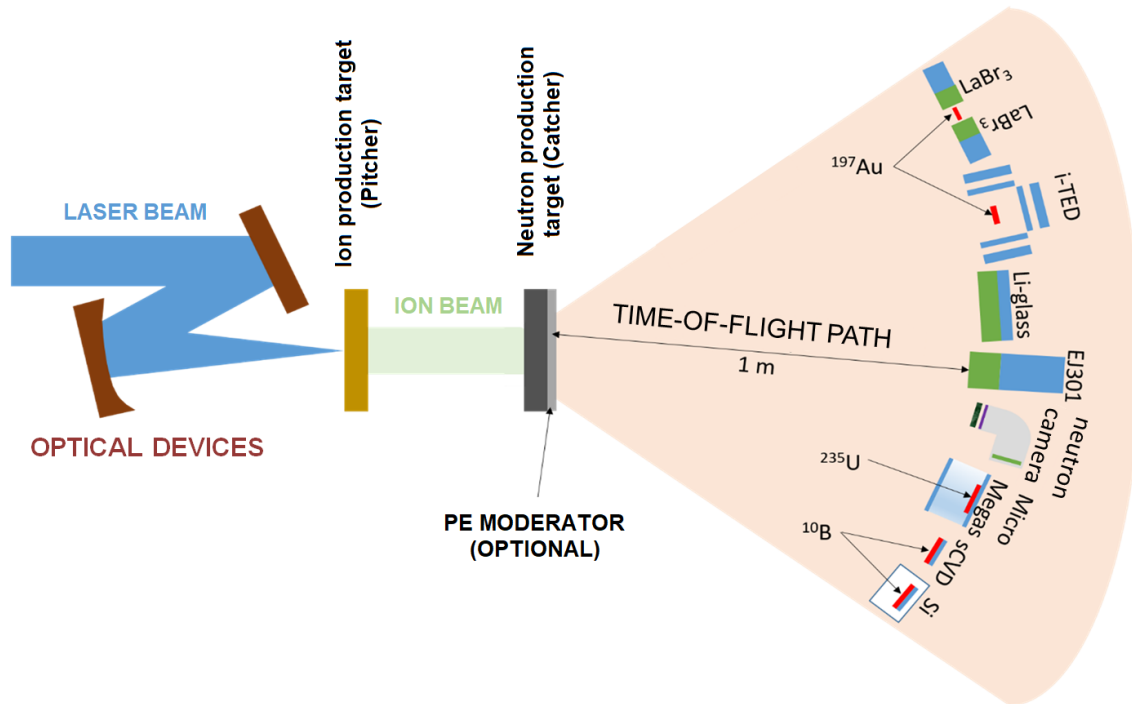 LASER BEAM
OPTICAL DEVICES
Ion production target
(Pitcher)
ION BEAM
Neutron production
target (Catcher)
PE MODERATOR
(OPTIONAL)
TIME-OF-FLIGHT PATH
1 m
LaBr₃
LaBr₃
¹⁹⁷Au
i-TED
Li-glass
EJ301
neutron
camera
²³⁵U
Micro
Megas
¹⁰B
sCVD
Si